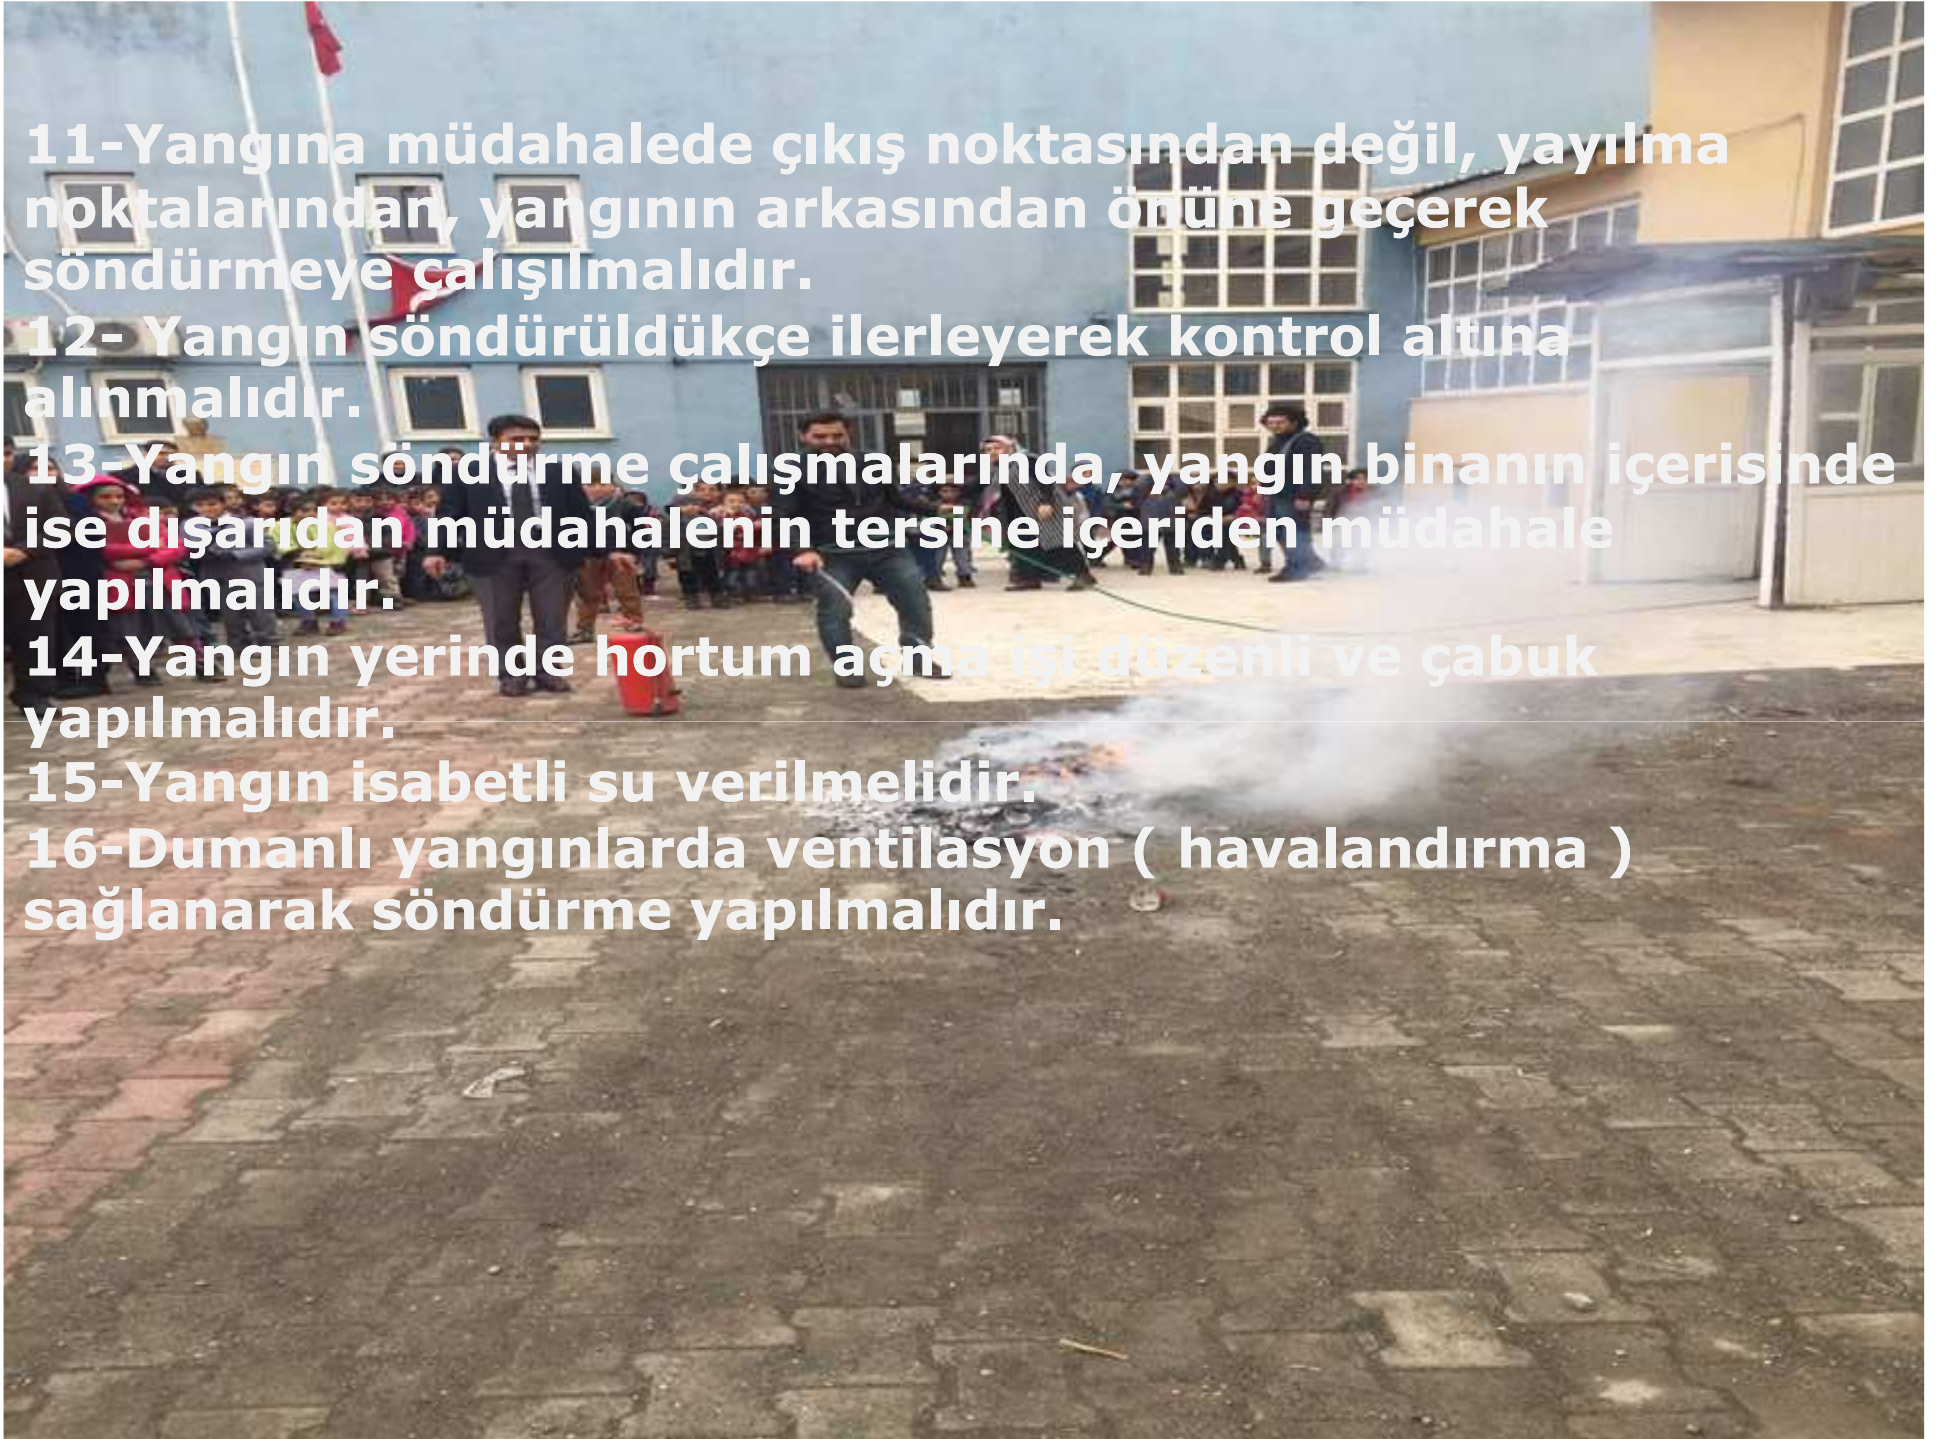 11-Yangına müdahalede çıkış noktasından değil, yayılma
noktalarından, yangının arkasından önüne geçerek
söndürmeye çalışılmalıdır.
12- Yangın söndürüldükçe ilerleyerek kontrol altına
alınmalıdır.
13-Yangın söndürme çalışmalarında, yangın binanın içerisinde
ise dışarıdan müdahalenin tersine içeriden müdahale
yapılmalıdır.
14-Yangın yerinde hortum açma işi düzenli ve çabuk
yapılmalıdır.
15-Yangın isabetli su verilmelidir.
16-Dumanlı yangınlarda ventilasyon ( havalandırma )
sağlanarak söndürme yapılmalıdır.